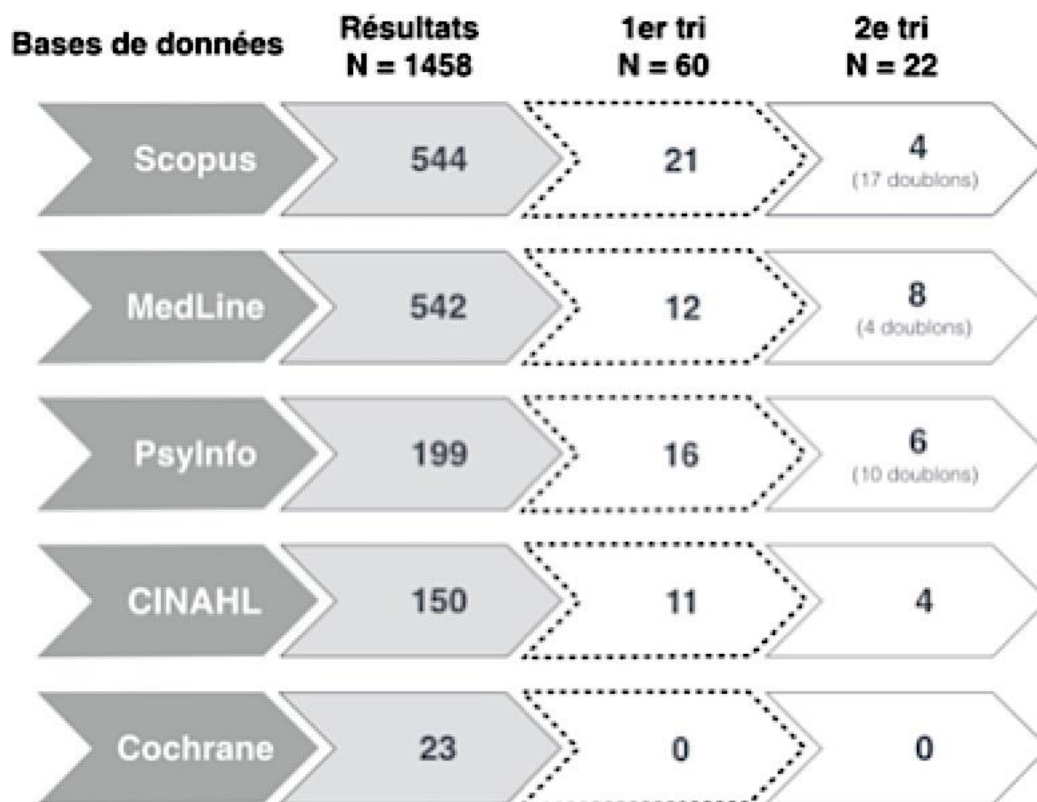 Bases de données
Résultats
N = 1458
1er tri
N = 60
2e tri
N = 22
Scopus
544
21
4
(17 doublons)
MedLine
542
12
8
(4 doublons)
PsyInfo
199
16
6
(10 doublons)
CINAHL
150
11
4
Cochrane
23
0
0